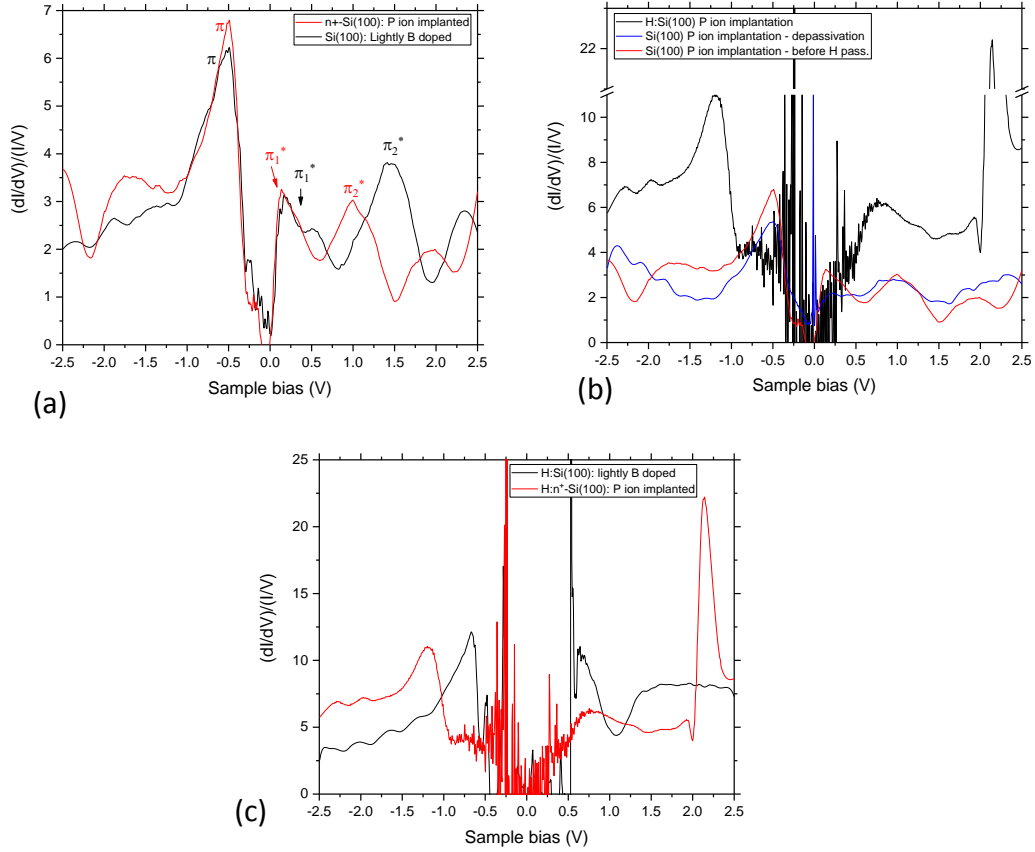 n+-Si(100): P ion implanted
Si(100): Lightly B doped
π
π
π1*
π1*
π2*
π2*
(dI/dV)/(I/V)
7
6
5
4
3
2
1
0
-2.5 -2.0 -1.5 -1.0 -0.5 0.0 0.5 1.0 1.5 2.0 2.5
Sample bias (V)
(a)
H:Si(100) P ion implantation
Si(100) P ion implantation - depassivation
Si(100) P ion implantation - before H pass.
(dI/dV)/(I/V)
22
10
8
6
4
2
0
-2.5 -2.0 -1.5 -1.0 -0.5 0.0 0.5 1.0 1.5 2.0 2.5
Sample bias (V)
(b)
H:Si(100): lightly B doped
H:n⁺-Si(100): P ion implanted
(dI/dV)/(I/V)
25
20
15
10
5
0
-2.5 -2.0 -1.5 -1.0 -0.5 0.0 0.5 1.0 1.5 2.0 2.5
Sample bias (V)
(c)